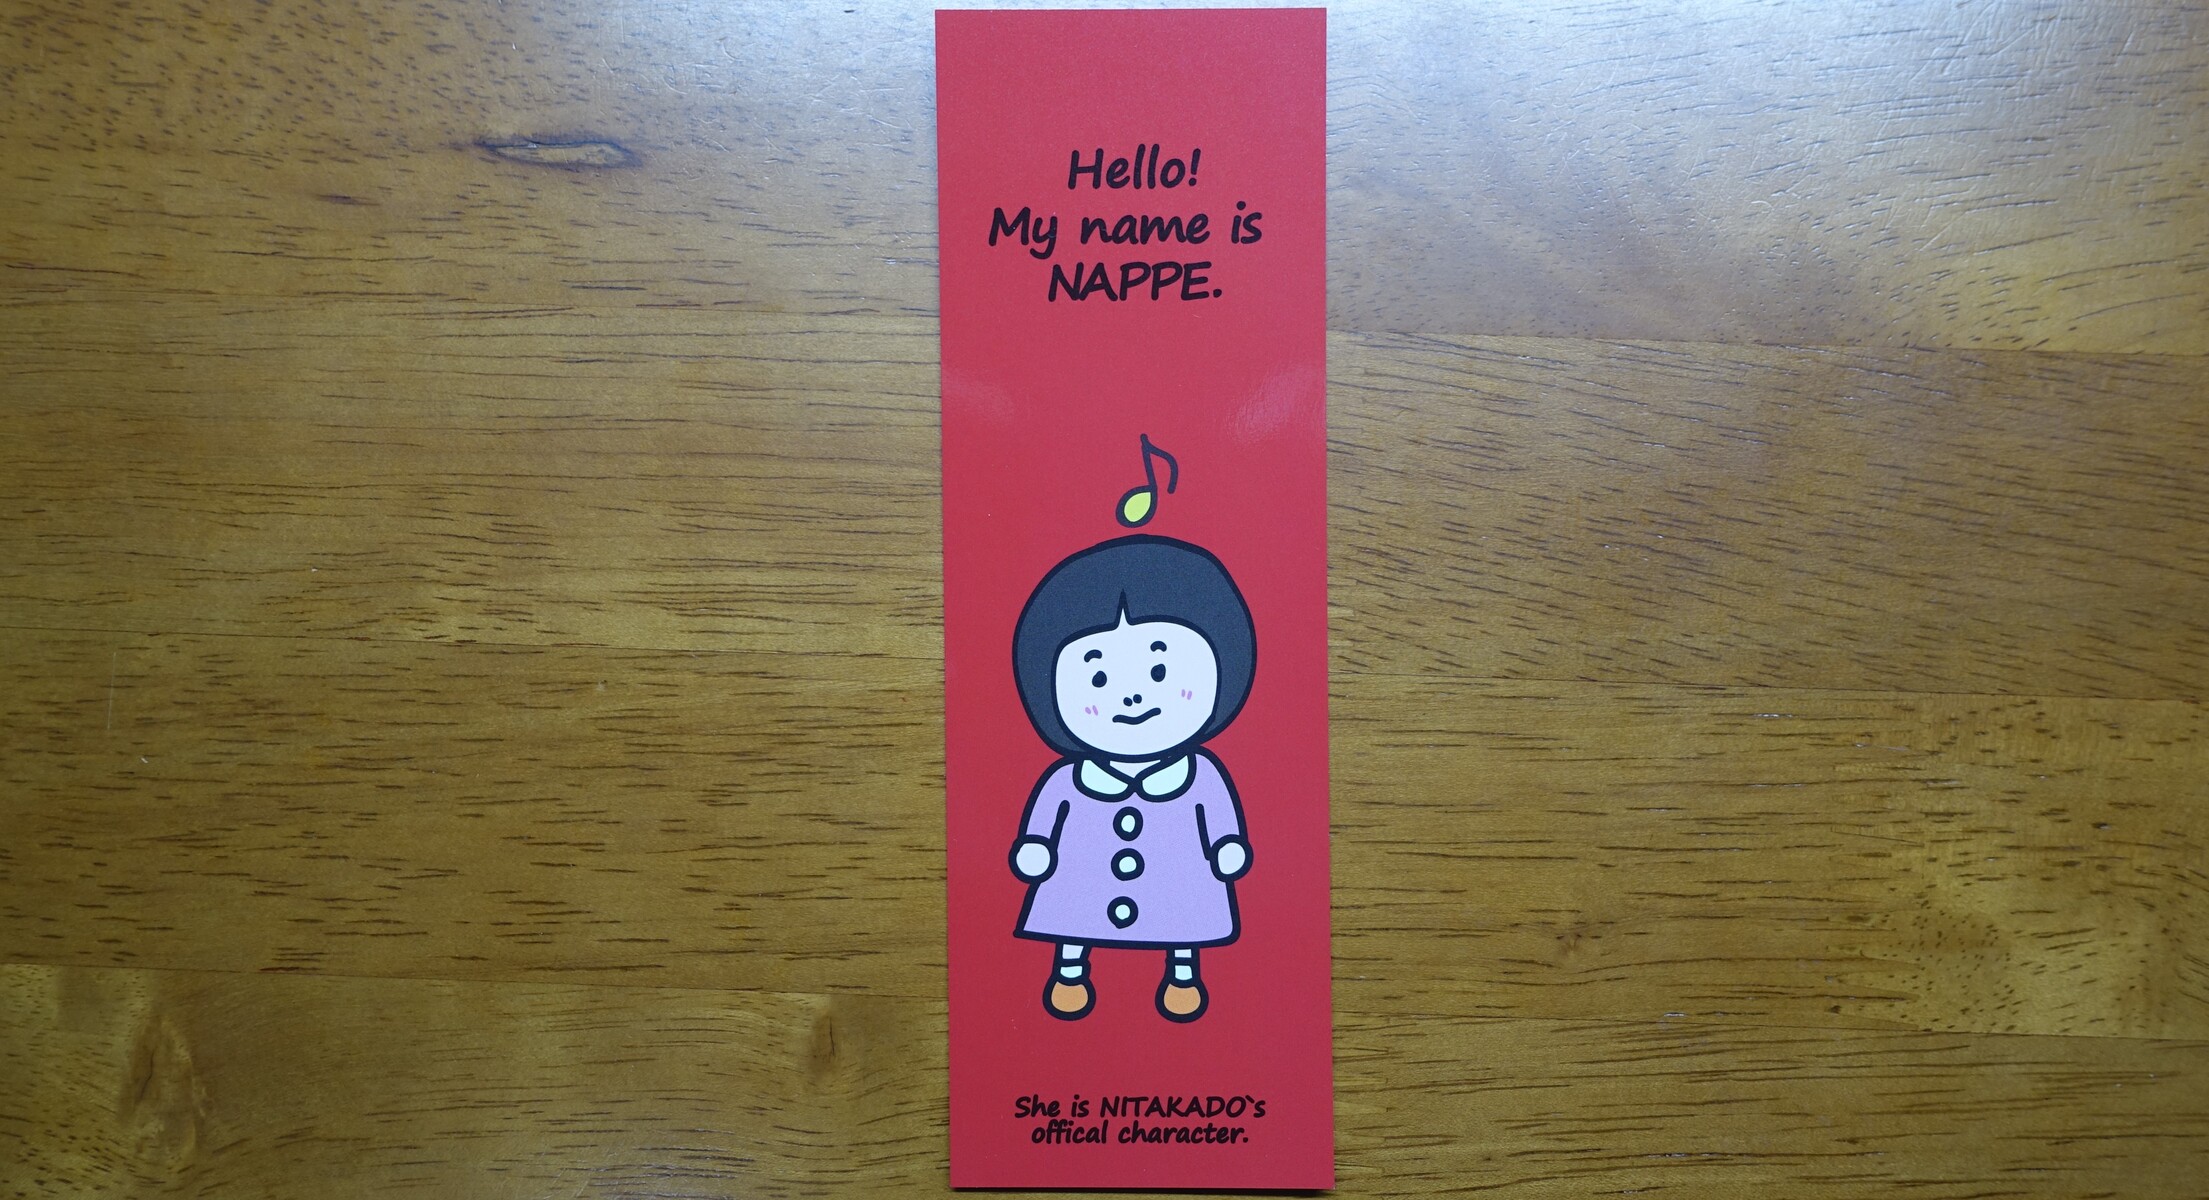 Hello!
My name is
NAPPE.
She is NITAKADO`s
offical character.